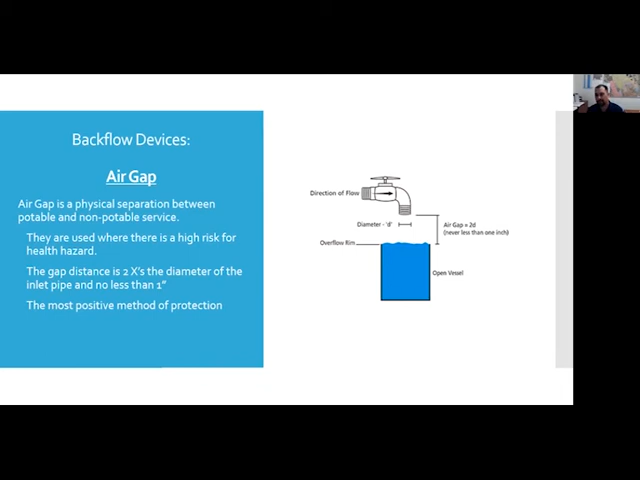 Backflow Devices:
Air Gap
Air Gap is a physical separation between
potable and non-potable service.
They are used where there is a high risk for
health hazard.
The gap distance is 2 X's the diameter of the
inlet pipe and no less than 1"
The most positive method of protection
Direction of Flow
Diameter - 'd'
Air Gap = 2d
(never less than one inch)
Overflow Rim
Open Vessel